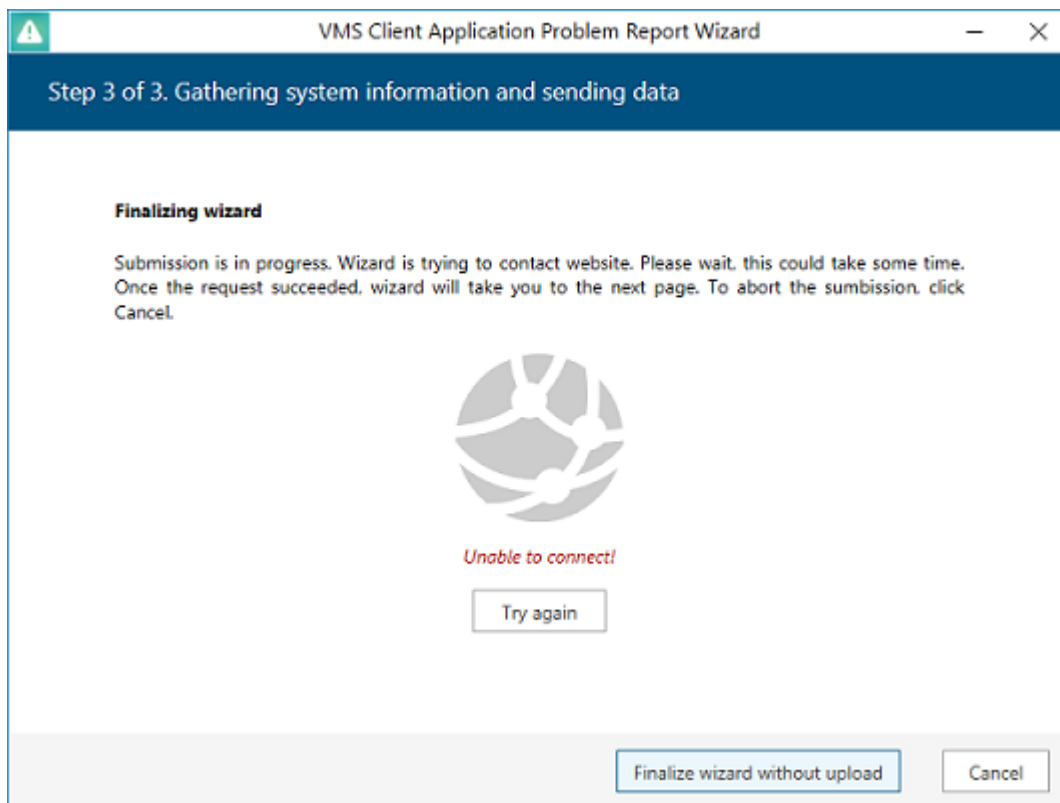 VMS Client Application Problem Report Wizard
Step 3 of 3. Gathering system information and sending data
Finalizing wizard
Submission is in progress. Wizard is trying to contact website. Please wait, this could take some time.
Once the request succeeded, wizard will take you to the next page. To abort the sumbission, click
Cancel.
Unable to connect!
Try again
Finalize wizard without upload
Cancel